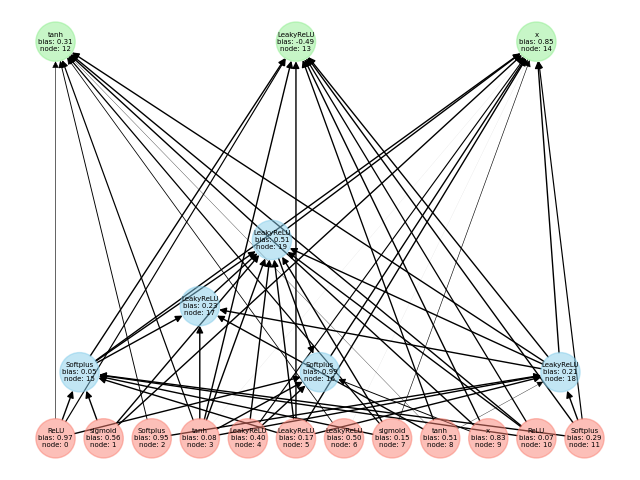 tanh
bias: 0.31
node: 12
LeakyReLU
bias: -0.49
node: 13
x
bias: 0.85
node: 14
LeakyReLU
bias: 0.51
node: 19
LeakyReLU
bias: 0.23
node: 17
Softplus
bias: 0.05
node: 15
Softplus
bias: 0.99
node: 16
LeakyReLU
bias: 0.21
node: 18
ReLU
bias: 0.97
node: 0
sigmoid
bias: 0.56
node: 1
Softplus
bias: 0.95
node: 2
tanh
bias: 0.08
node: 3
LeakyReLU
bias: 0.40
node: 4
LeakyReLU
bias: 0.17
node: 5
LeakyReLU
bias: 0.50
node: 6
sigmoid
bias: 0.15
node: 7
tanh
bias: 0.51
node: 8
bias: 0.83
node: 9
ReLU
bias: 0.07
node: 10
Softplus
bias: 0.29
node: 11